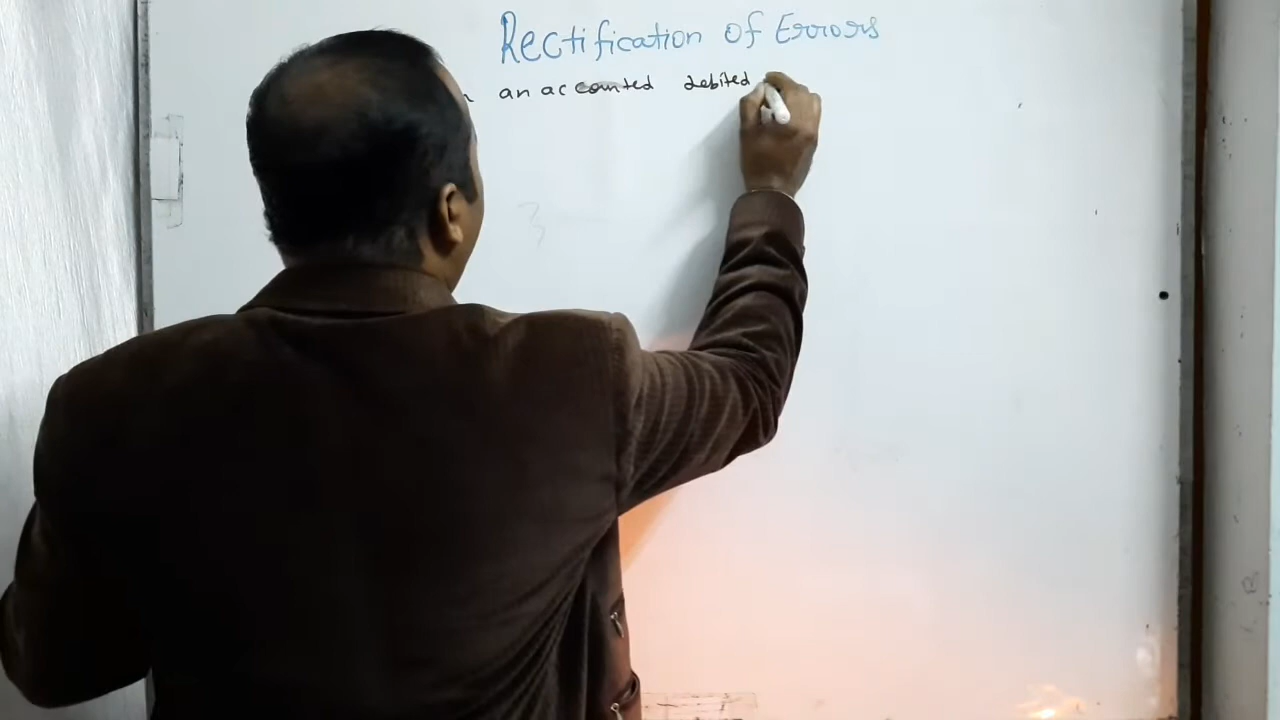 Rectification of Errors
an accounted debited